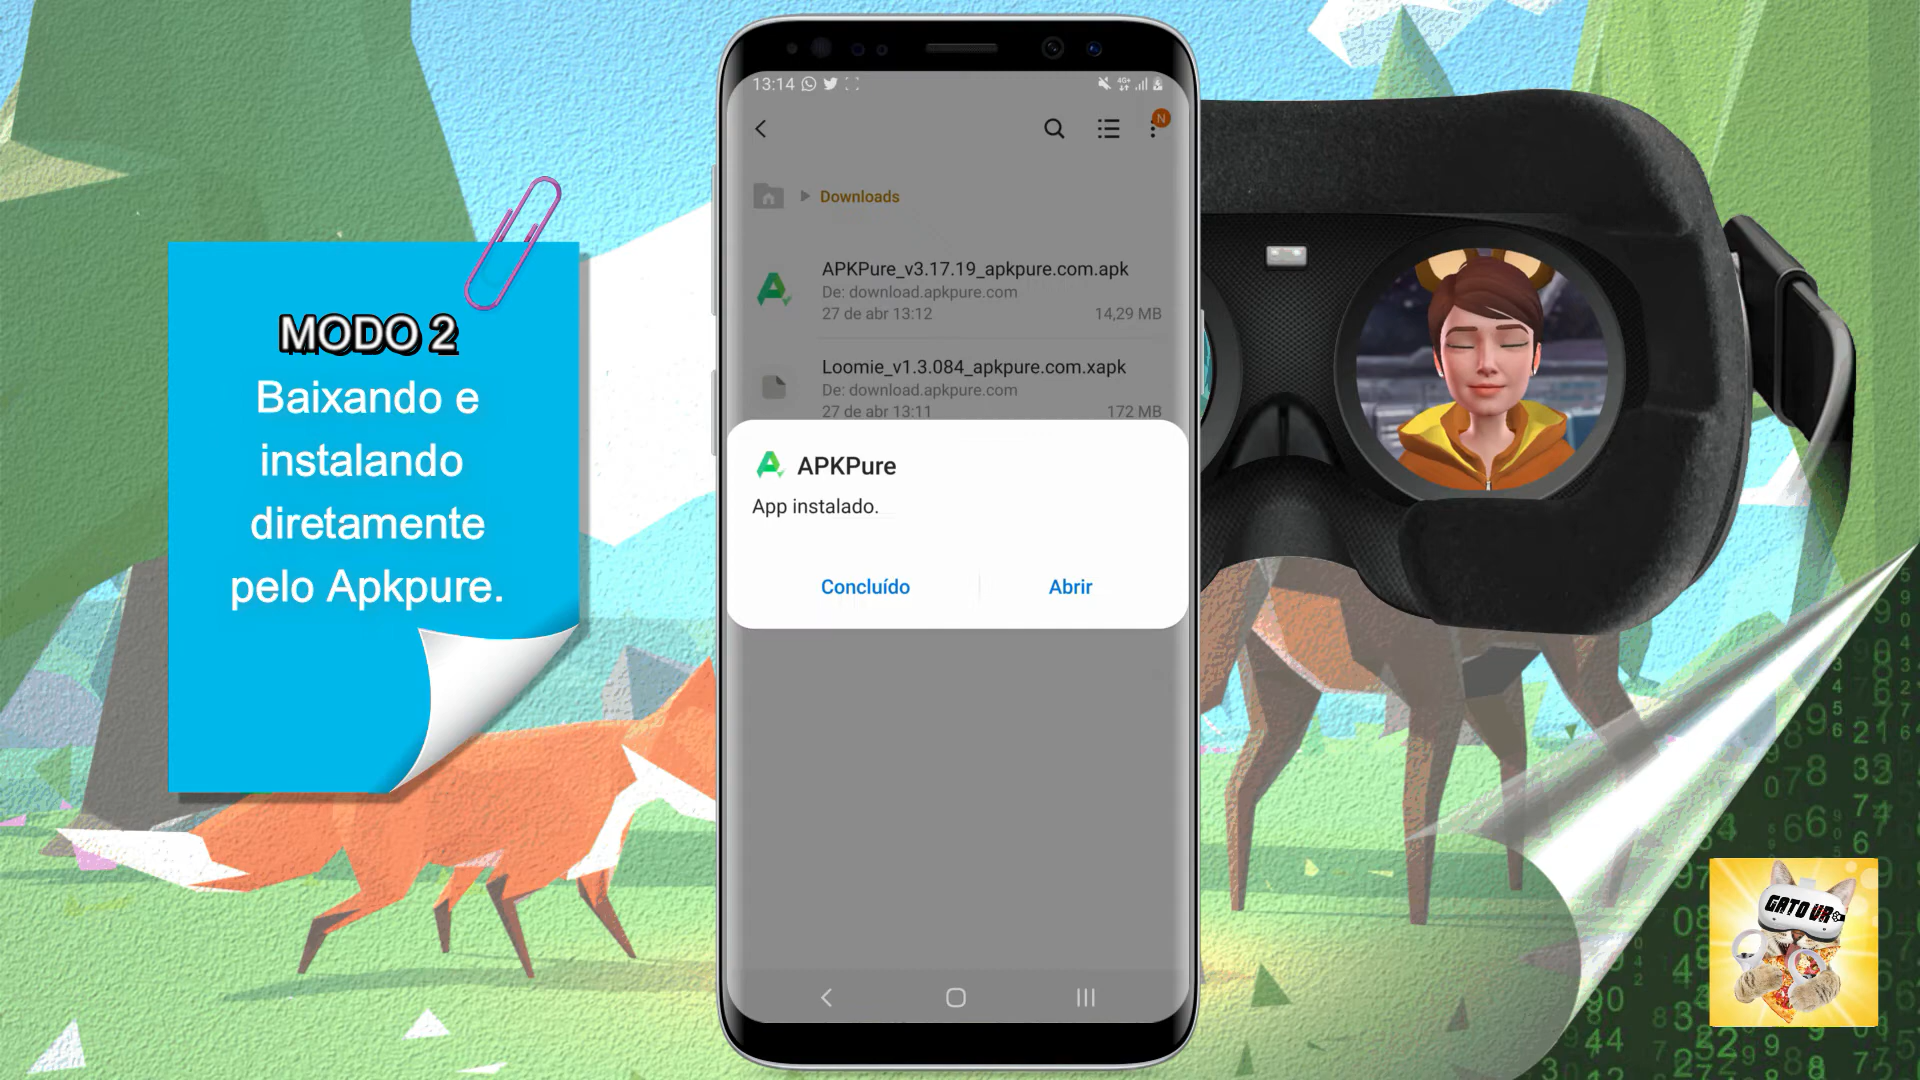 MODO 2
Baixando e
instalando
diretamente
pelo Apkpure.
13:14
4G+
N
Downloads
APKPure_v3.17.19_apkpure.com.apk
De: download.apkpure.com
27 de abr 13:12 14,29 MB
Loomie_v1.3.084_apkpure.com.xapk
De: download.apkpure.com
27 de abr 13:11 172 MB
APKPure
App instalado.
Concluído Abrir
GATO VR